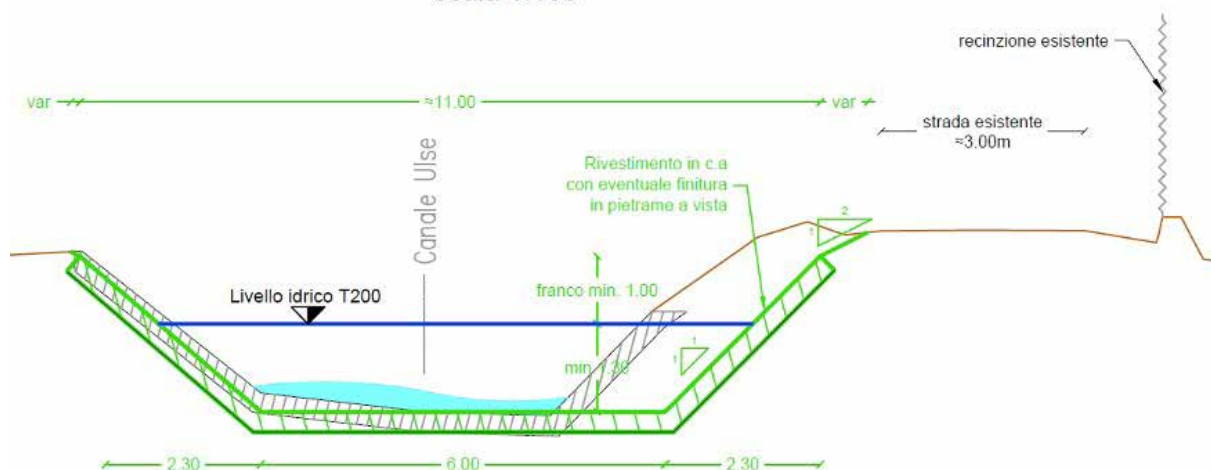 recinzione esistente
var
≈11.00
var
strada esistente
≈3.00m
Canale Ulse
Rivestimento in c.a
con eventuale finitura
in pietrame a vista
2
1
franco min. 1.00
Livello idrico T200
1
1
min
2.30
6.00
2.30